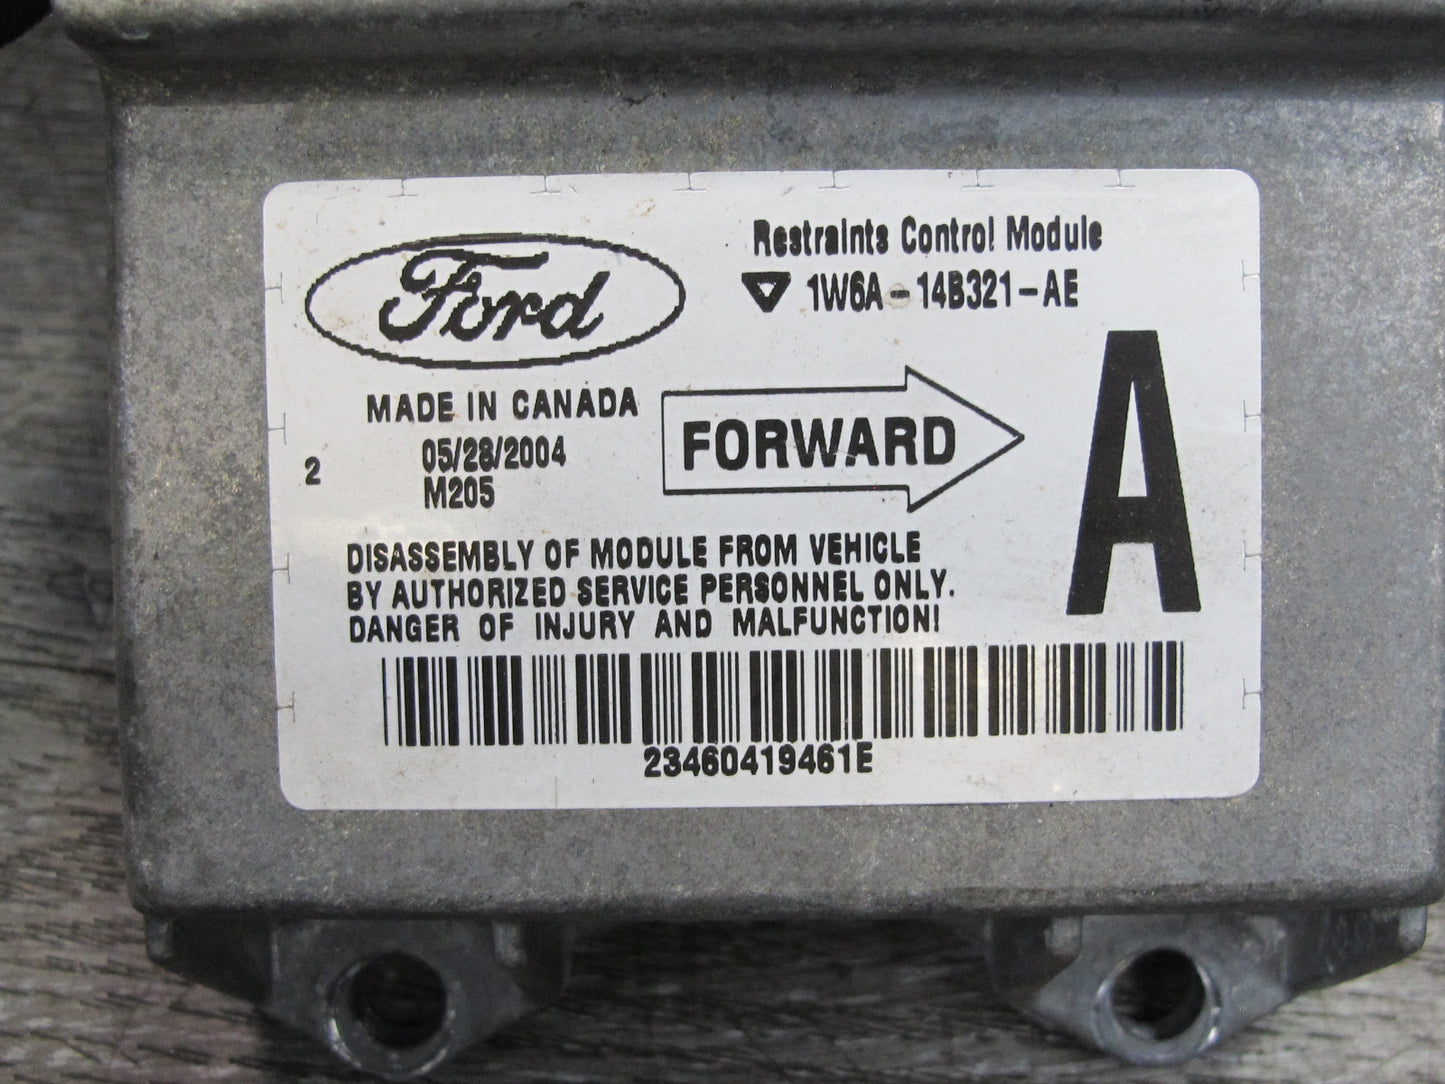 Ford
Restraints Control Module
1W6A-14B321-AE
MADE IN CANADA
05/28/2004
M205
2
FORWARD
A
DISASSEMBLY OF MODULE FROM VEHICLE
BY AUTHORIZED SERVICE PERSONNEL ONLY.
DANGER OF INJURY AND MALFUNCTION!
23460419461E